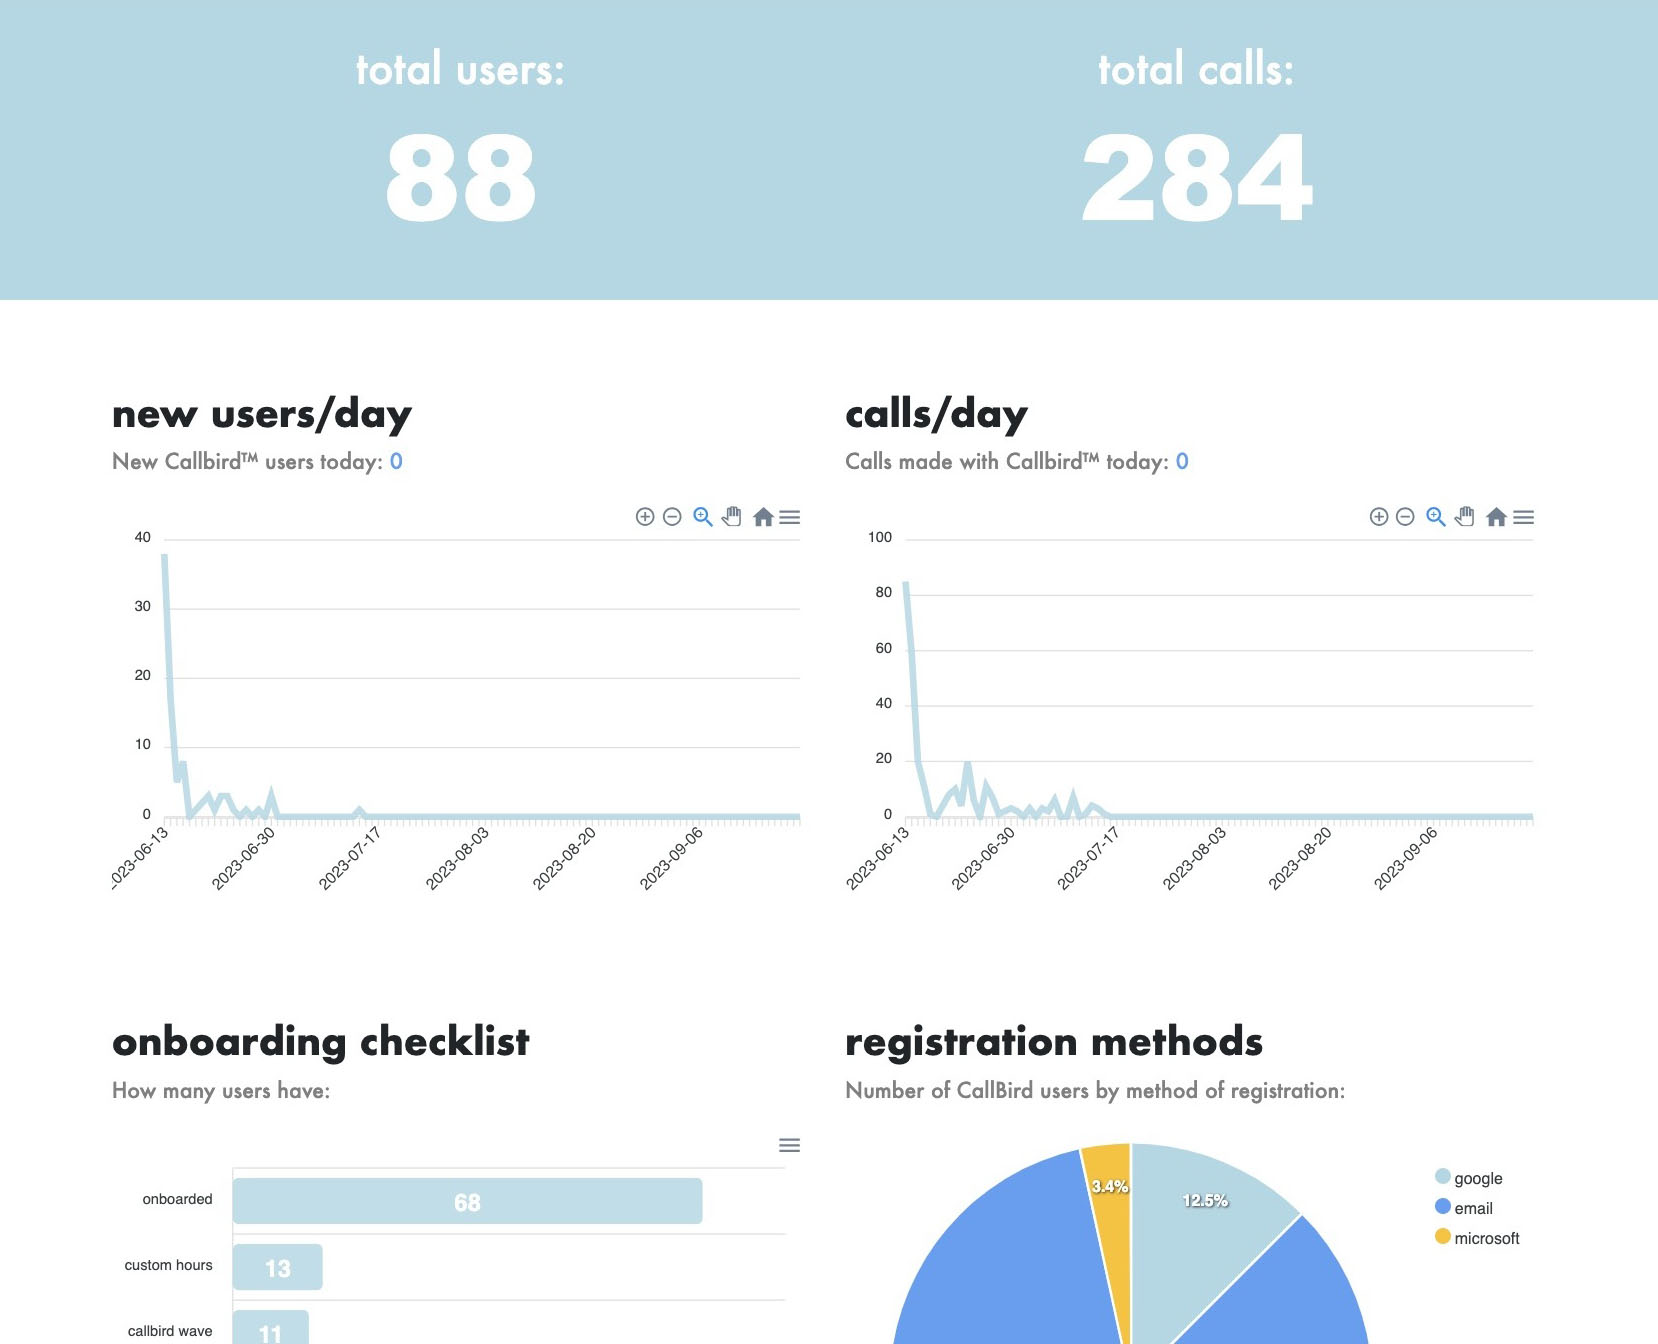 total users:
88
total calls:
284
new users/day
New Callbird™ users today: 0
40
30
20
10
0
2023-06-13
2023-06-30
2023-07-17
2023-08-03
2023-08-20
2023-09-06
calls/day
Calls made with Callbird™ today: 0
100
80
60
40
20
0
2023-06-13
2023-06-30
2023-07-17
2023-08-03
2023-08-20
2023-09-06
onboarding checklist
How many users have:
onboarded
68
custom hours
13
callbird wave
11
registration methods
Number of CallBird users by method of registration:
3.4%
12.5%
google
email
microsoft